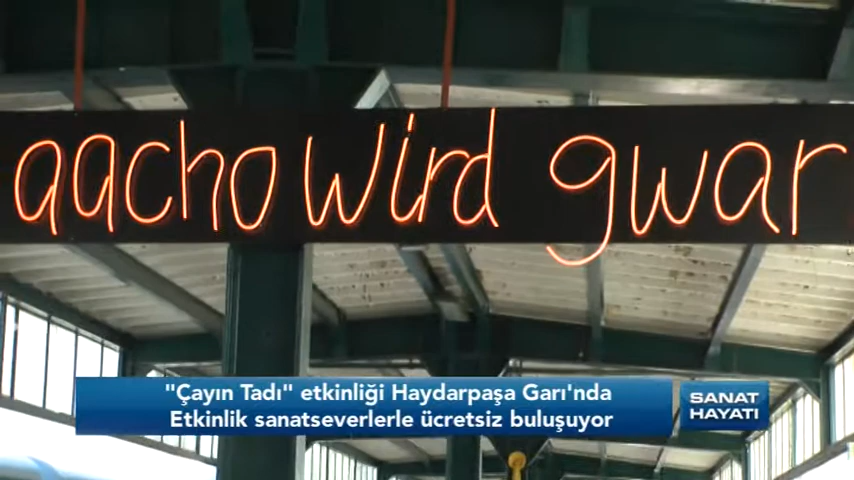 aacho wird gwar
"Çayın Tadı" etkinliği Haydarpaşa Garı'nda
Etkinlik sanatseverlerle ücretsiz buluşuyor
SANAT
HAYATI